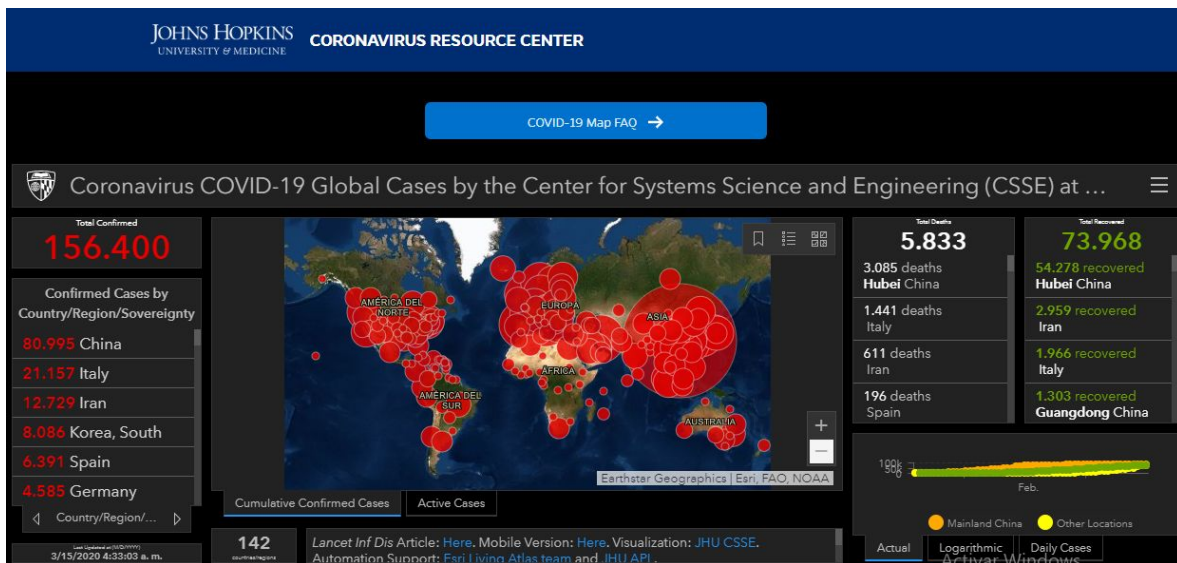 JOHNS HOPKINS
UNIVERSITY & MEDICINE
CORONAVIRUS RESOURCE CENTER
COVID-19 Map FAQ →
Coronavirus COVID-19 Global Cases by the Center for Systems Science and Engineering (CSSE) at ...
Total Confirmed
156.400
Confirmed Cases by
Country/Region/Sovereignty
80.995 China
21.157 Italy
12.729 Iran
8.086 Korea, South
6.391 Spain
4.585 Germany
Country/Region/...
Last Updated at (M/D/YYYY)
3/15/2020 4:33:03 a. m.
AMÉRICA DEL
NORTE
EUROPA
ASIA
ÁFRICA
AMÉRICA DEL
SUR
AUSTRALIA
+
−
Earthstar Geographics | Esri, FAO, NOAA
Cumulative Confirmed Cases
Active Cases
142
countries/regions
Lancet Inf Dis Article: Here. Mobile Version: Here. Visualization: JHU CSSE.
Automation Support: Esri Living Atlas team and JHU API.
Total Deaths
5.833
3.085 deaths
Hubei China
1.441 deaths
Italy
611 deaths
Iran
196 deaths
Spain
Total Recovered
73.968
54.278 recovered
Hubei China
2.959 recovered
Iran
1.966 recovered
Italy
1.303 recovered
Guangdong China
100k
50k
0
Feb.
Mainland China
Other Locations
Actual
Logarithmic
Daily Cases
Activar Windows